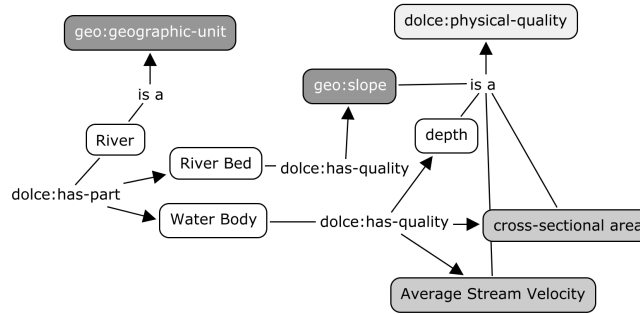 dolce:physical-quality
geo:geographic-unit
geo:slope
is a
is a
River
depth
River Bed
dolce:has-quality
dolce:has-part
Water Body
dolce:has-quality
cross-sectional area
Average Stream Velocity